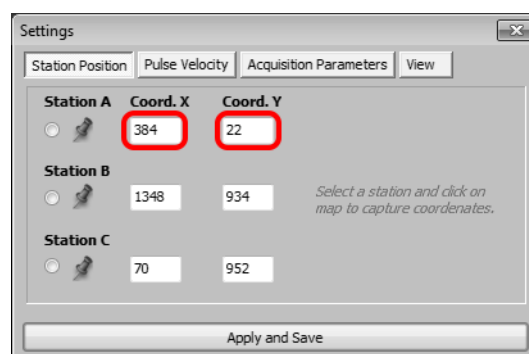 Settings
Station Position Pulse Velocity Acquisition Parameters View
Station A Coord. X Coord. Y
384 22
Station B
1348 934
Select a station and click on
map to capture coordenates.
Station C
70 952
Apply and Save